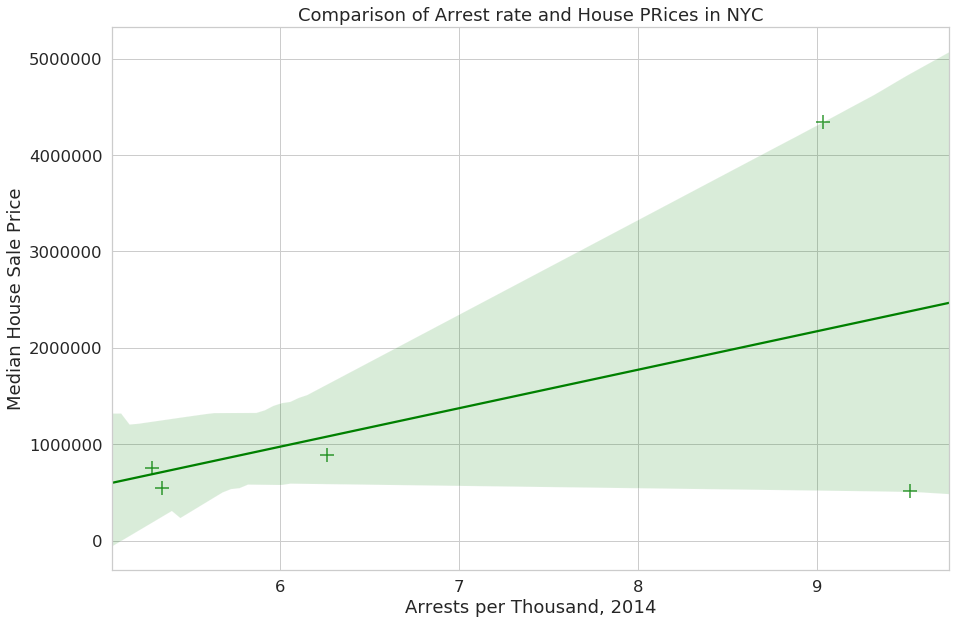 Comparison of Arrest rate and House PRices in NYC
Median House Sale Price
5000000
4000000
3000000
2000000
1000000
0
6 7 8 9
Arrests per Thousand, 2014